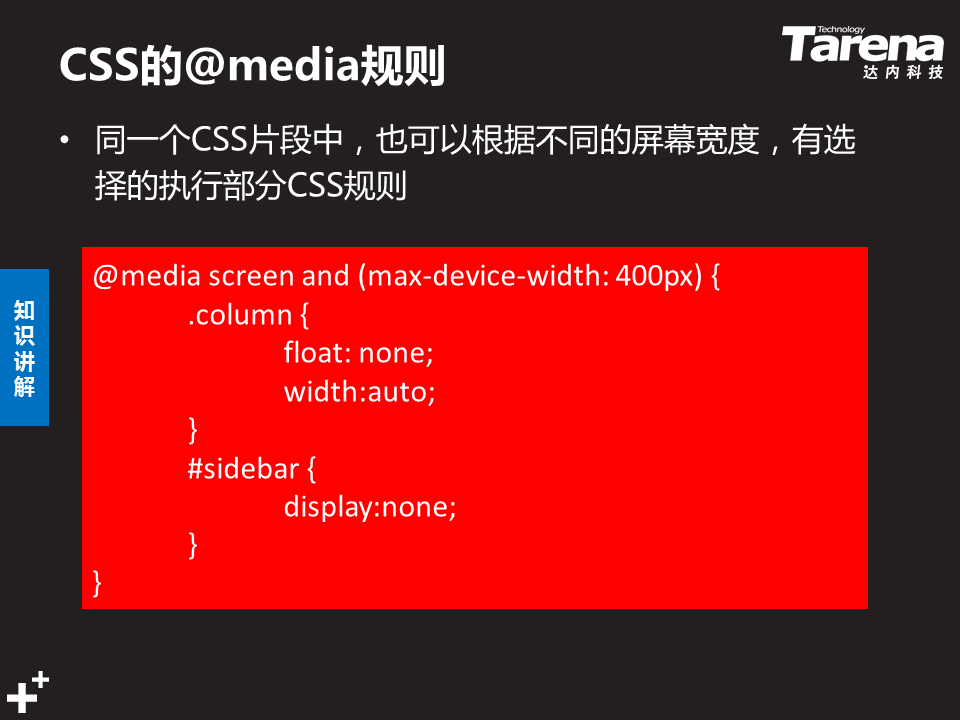 CSS的@media规则
Technology
Tarena
达内科技
• 同一个CSS片段中，也可以根据不同的屏幕宽度，有选
择的执行部分CSS规则
@media screen and (max-device-width: 400px) {
.column {
float: none;
width:auto;
}
#sidebar {
display:none;
}
}
知
识
讲
解